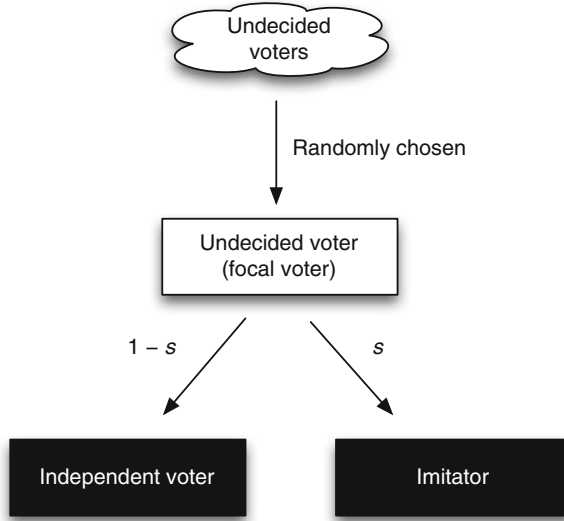 Undecided
voters
Randomly chosen
Undecided voter
(focal voter)
1 – s
s
Independent voter
Imitator